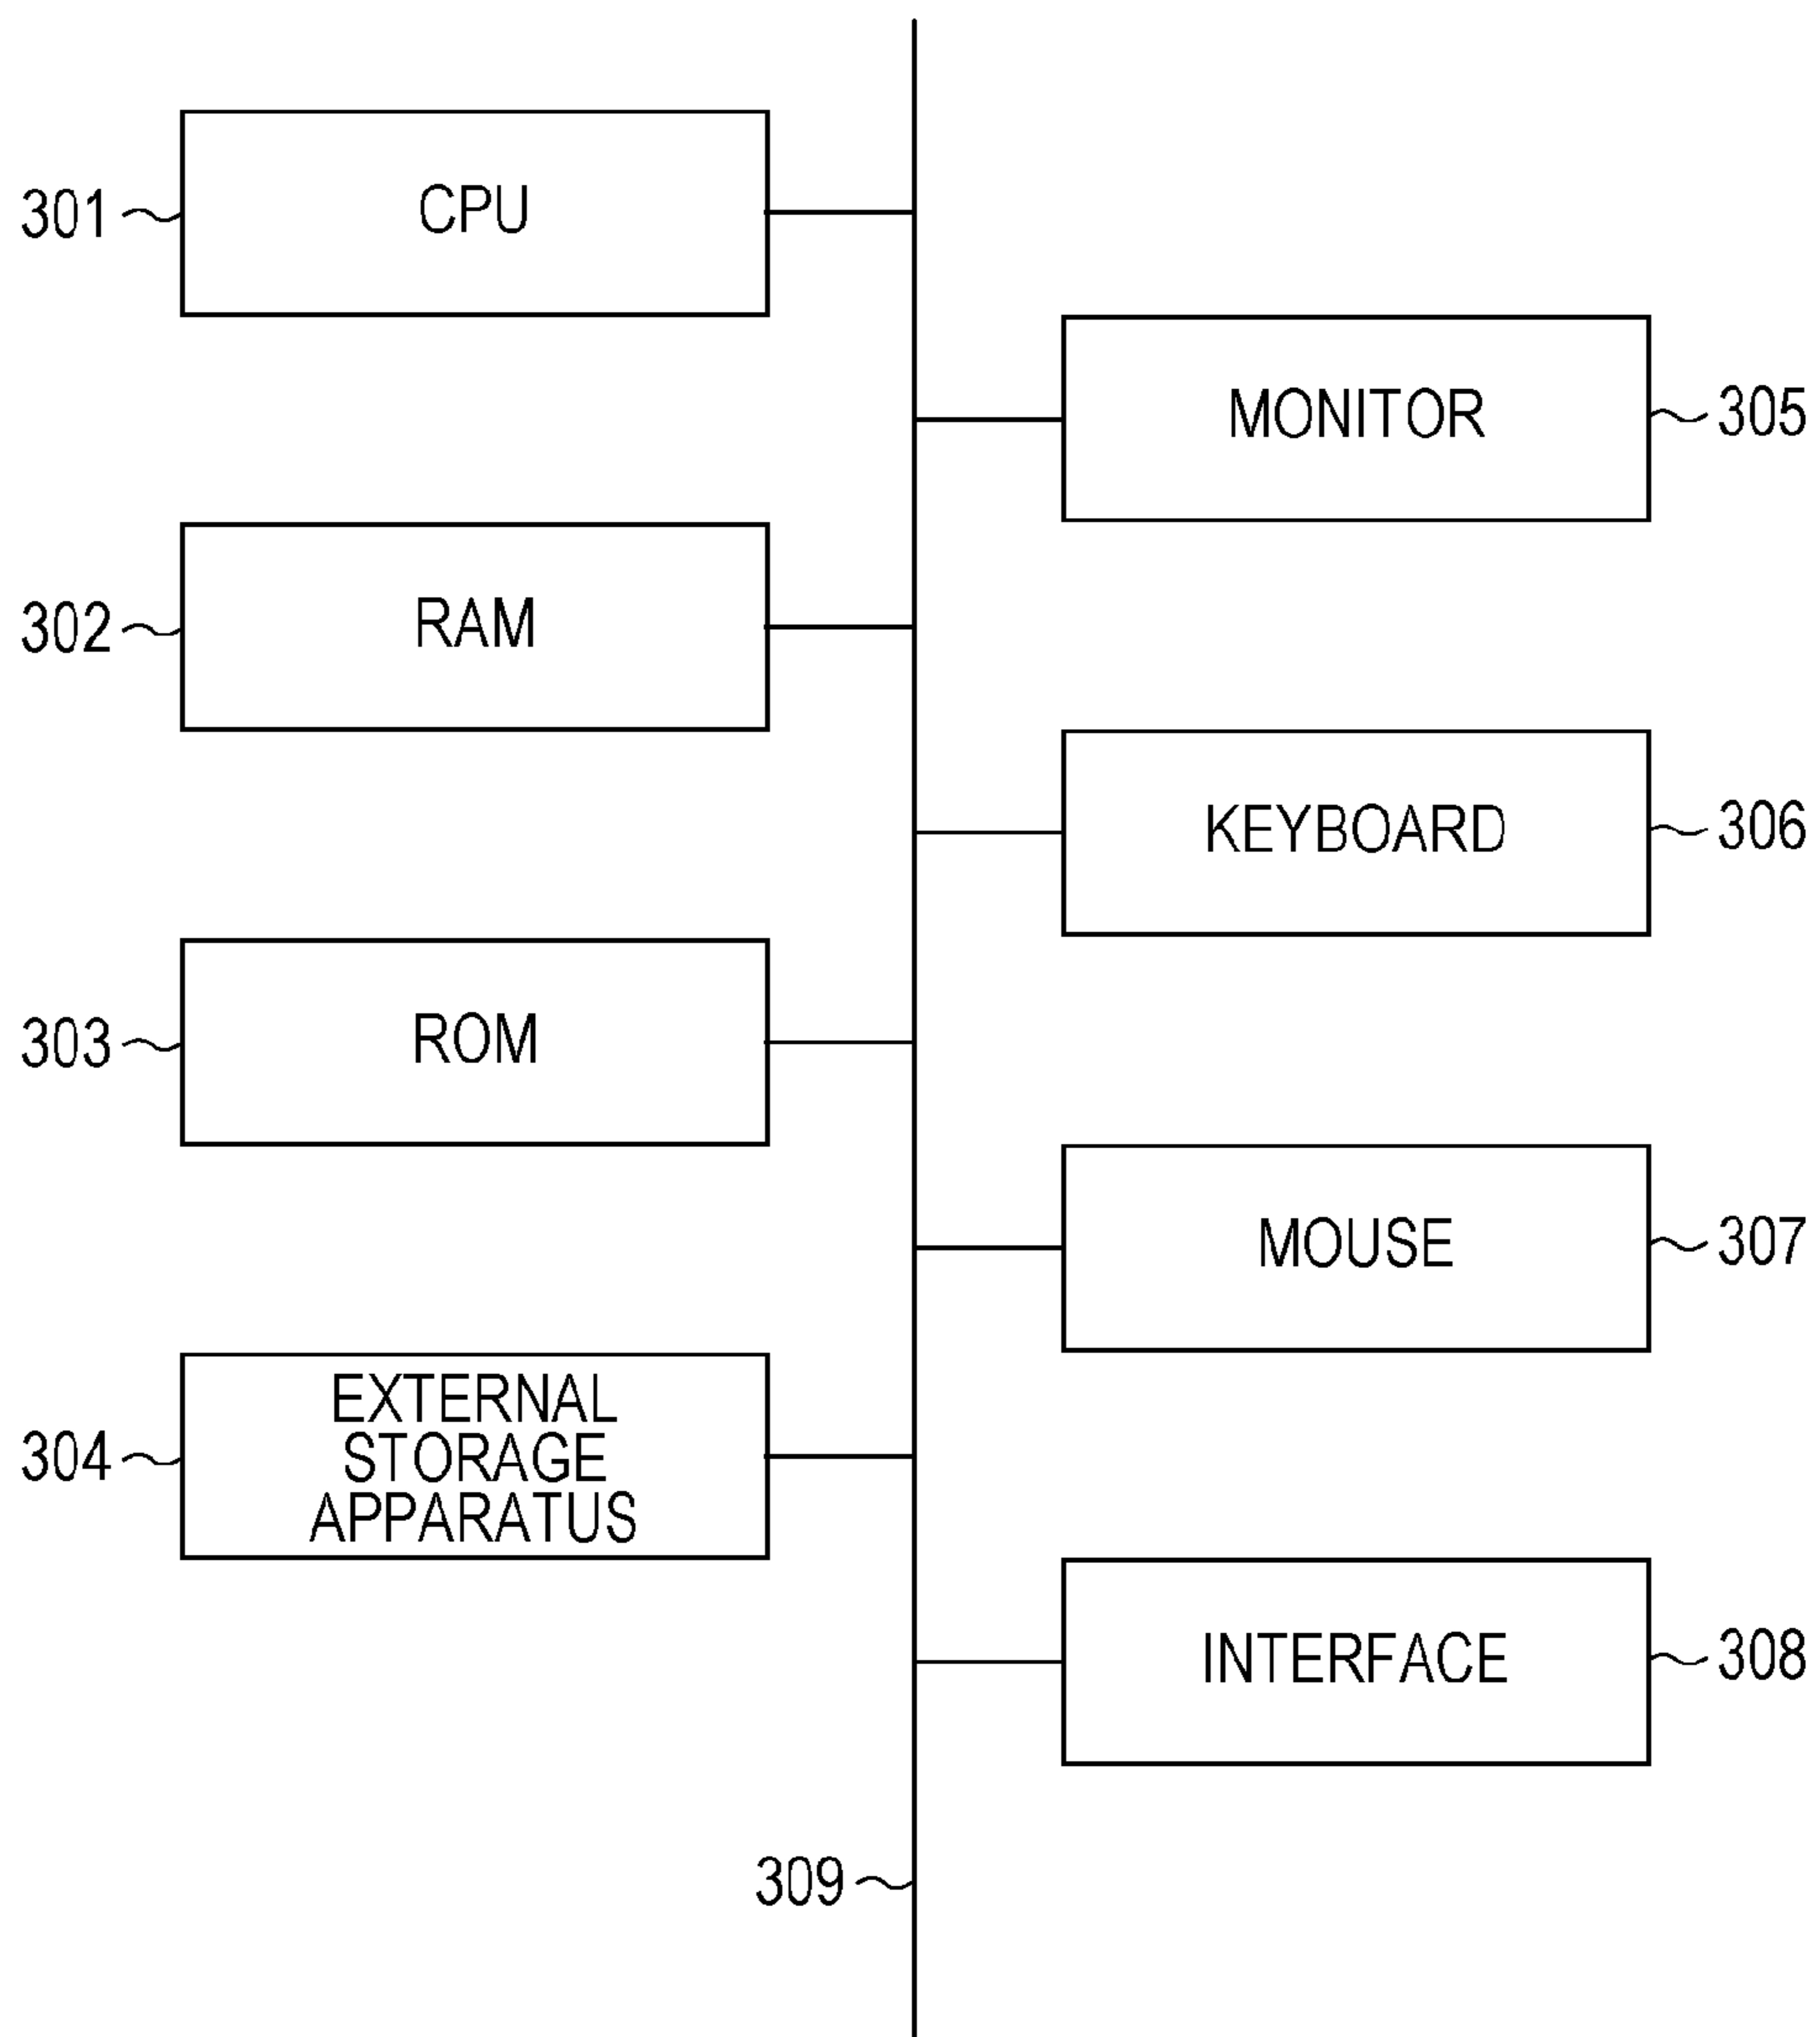 301
CPU
MONITOR
305
302
RAM
KEYBOARD
306
303
ROM
MOUSE
307
304
EXTERNAL
STORAGE
APPARATUS
INTERFACE
308
309